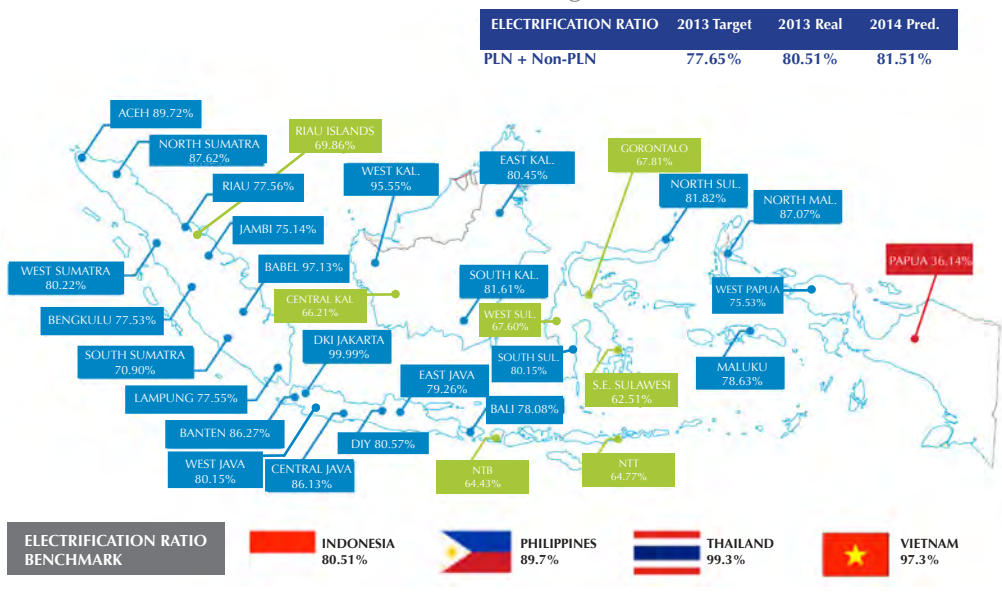 ELECTRIFICATION RATIO 2013 Target 2013 Real 2014 Pred.
PLN + Non-PLN 77.65% 80.51% 81.51%
ACEH 89.72%
NORTH SUMATRA
87.62%
RIAU ISLANDS
69.86%
RIAU 77.56%
JAMBI 75.14%
WEST KAL.
95.55%
EAST KAL.
80.45%
GORONTALO
67.81%
NORTH SUL.
81.82%
NORTH MAL.
87.07%
PAPUA 36.14%
WEST SUMATRA
80.22%
BABEL 97.13%
CENTRAL KAL
66.21%
SOUTH KAL.
81.61%
WEST SUL.
67.60%
WEST PAPUA
75.53%
BENGKULU 77.53%
SOUTH SUMATRA
70.90%
DKI JAKARTA
99.99%
SOUTH SUL.
80.15%
MALUKU
78.63%
LAMPUNG 77.55%
EAST JAVA
79.26%
S.E. SULAWESI
62.51%
BANTEN 86.27%
DIY 80.57%
BALI 78.08%
WEST JAVA
80.15%
CENTRAL JAVA
86.13%
NTB
64.43%
NTT
64.77%
ELECTRIFICATION RATIO
BENCHMARK
INDONESIA
80.51%
PHILIPPINES
89.7%
THAILAND
99.3%
VIETNAM
97.3%